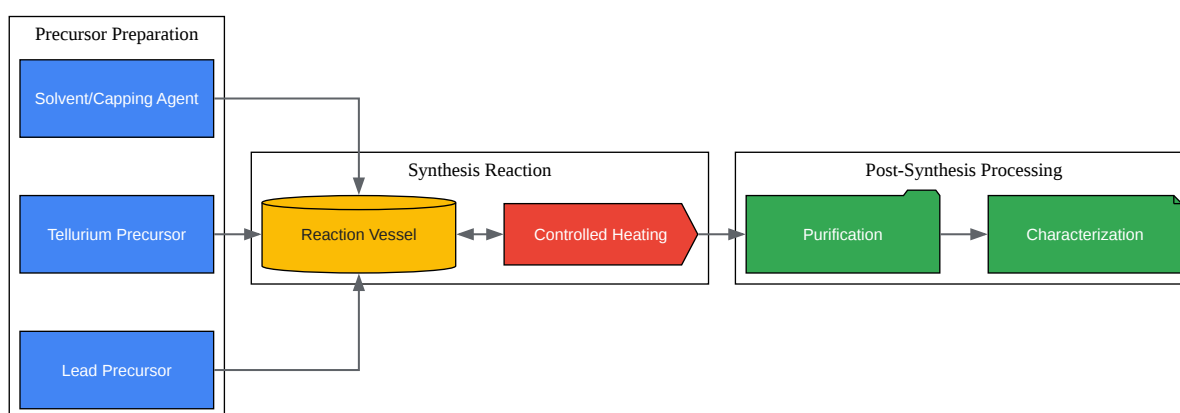 Precursor Preparation
Solvent/Capping Agent
Tellurium Precursor
Lead Precursor
Synthesis Reaction
Reaction Vessel
Controlled Heating
Post-Synthesis Processing
Purification
Characterization